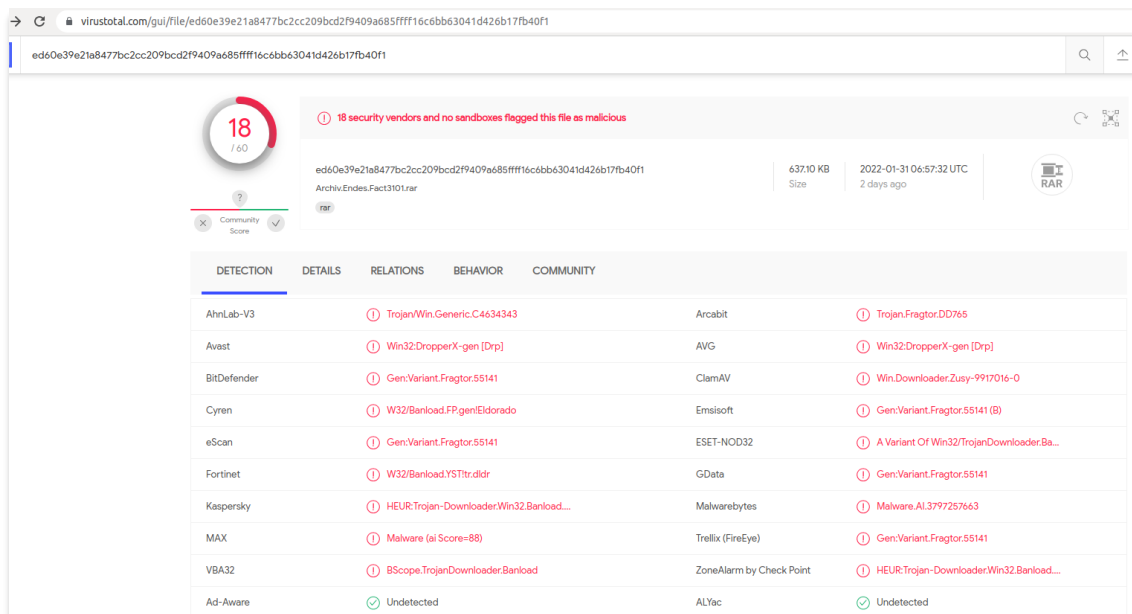 virustotal.com/gui/file/ed60e39e21a8477bc2cc209bcd2f9409a685ffff16c6bb63041d426b17fb40f1
ed60e39e21a8477bc2cc209bcd2f9409a685ffff16c6bb63041d426b17fb40f1
18
/ 60
?
Community
Score
18 security vendors and no sandboxes flagged this file as malicious
ed60e39e21a8477bc2cc209bcd2f9409a685ffff16c6bb63041d426b17fb40f1
Archiv.Endes.Fact3101.rar
rar
637.10 KB
Size
2022-01-31 06:57:32 UTC
2 days ago
RAR
DETECTION DETAILS RELATIONS BEHAVIOR COMMUNITY
AhnLab-V3 Trojan/Win.Generic.C4634343 Arcabit Trojan.Fragtor.DD765
Avast Win32:DropperX-gen [Drp] AVG Win32:DropperX-gen [Drp]
BitDefender Gen:Variant.Fragtor.55141 ClamAV Win.Downloader.Zusy-9917016-0
Cyren W32/Banload.FP.gen!Eldorado Emsisoft Gen:Variant.Fragtor.55141 (B)
eScan Gen:Variant.Fragtor.55141 ESET-NOD32 A Variant Of Win32/TrojanDownloader.Ba...
Fortinet W32/Banload.YST!tr.dldr GData Gen:Variant.Fragtor.55141
Kaspersky HEUR:Trojan-Downloader.Win32.Banload.... Malwarebytes Malware.AI.3797257663
MAX Malware (ai Score=88) Trellix (FireEye) Gen:Variant.Fragtor.55141
VBA32 BScope.TrojanDownloader.Banload ZoneAlarm by Check Point HEUR:Trojan-Downloader.Win32.Banload....
Ad-Aware Undetected ALYac Undetected